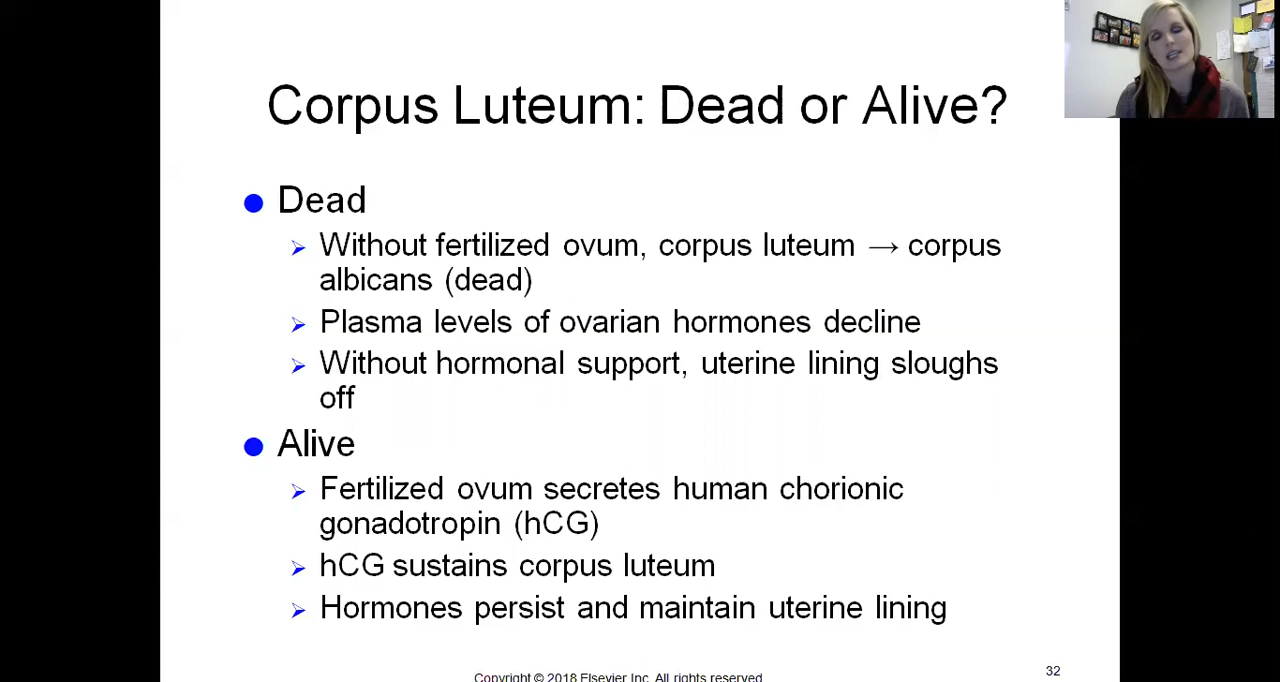 Corpus Luteum: Dead or Alive?
● Dead
➢ Without fertilized ovum, corpus luteum → corpus
albicans (dead)
➢ Plasma levels of ovarian hormones decline
➢ Without hormonal support, uterine lining sloughs
off
● Alive
➢ Fertilized ovum secretes human chorionic
gonadotropin (hCG)
➢ hCG sustains corpus luteum
➢ Hormones persist and maintain uterine lining
Copyright © 2018 Elsevier Inc. All rights reserved
32